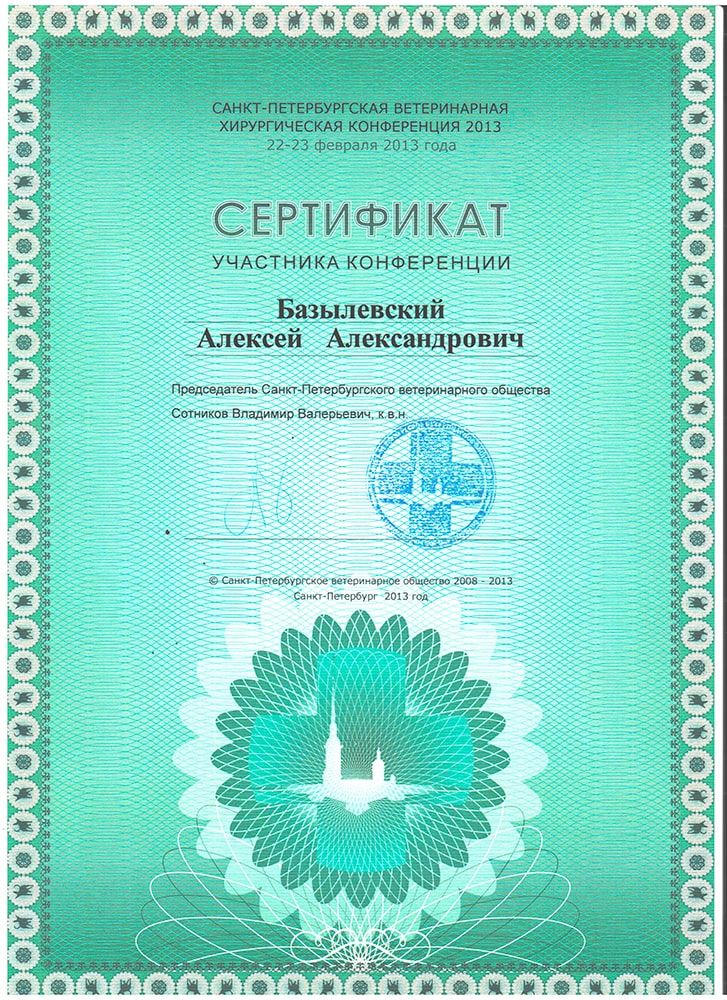 САНКТ-ПЕТЕРБУРГСКАЯ ВЕТЕРИНАРНАЯ
ХИРУРГИЧЕСКАЯ КОНФЕРЕНЦИЯ 2013
22-23 февраля 2013 года
СЕРТИФИКАТ
УЧАСТНИКА КОНФЕРЕНЦИИ
Базылевский
Алексей Александрович
Председатель Санкт-Петербургского ветеринарного общества
Сотников Владимир Валерьевич, к.в.н.
© Санкт-Петербургское ветеринарное общество 2008 - 2013
Санкт-Петербург 2013 год